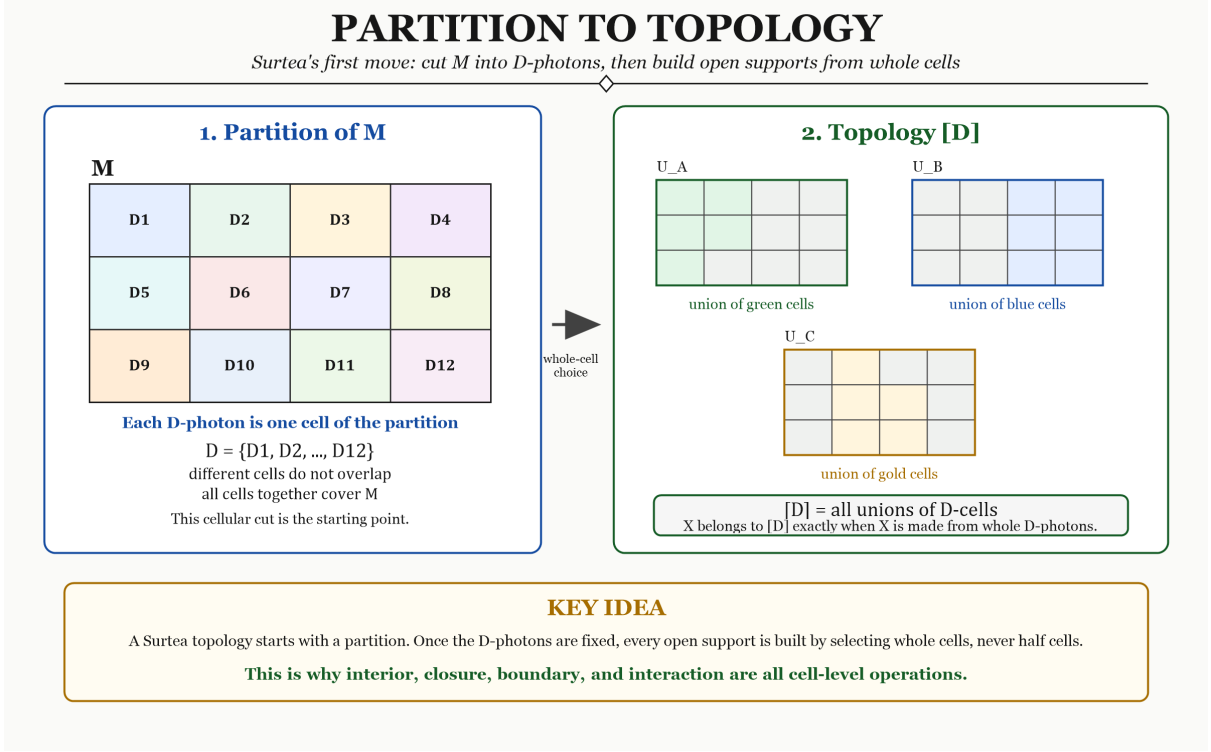 PARTITION TO TOPOLOGY
Surtea's first move: cut M into D-photons, then build open supports from whole cells
1. Partition of M
M
D1 D2 D3 D4
D5 D6 D7 D8
D9 D10 D11 D12
Each D-photon is one cell of the partition
D = {D1, D2, ..., D12}
different cells do not overlap
all cells together cover M
This cellular cut is the starting point.
whole-cell
choice
2. Topology [D]
U_A
U_B
union of green cells
union of blue cells
U_C
union of gold cells
[D] = all unions of D-cells
X belongs to [D] exactly when X is made from whole D-photons.
KEY IDEA
A Surtea topology starts with a partition. Once the D-photons are fixed, every open support is built by selecting whole cells, never half cells.
This is why interior, closure, boundary, and interaction are all cell-level operations.